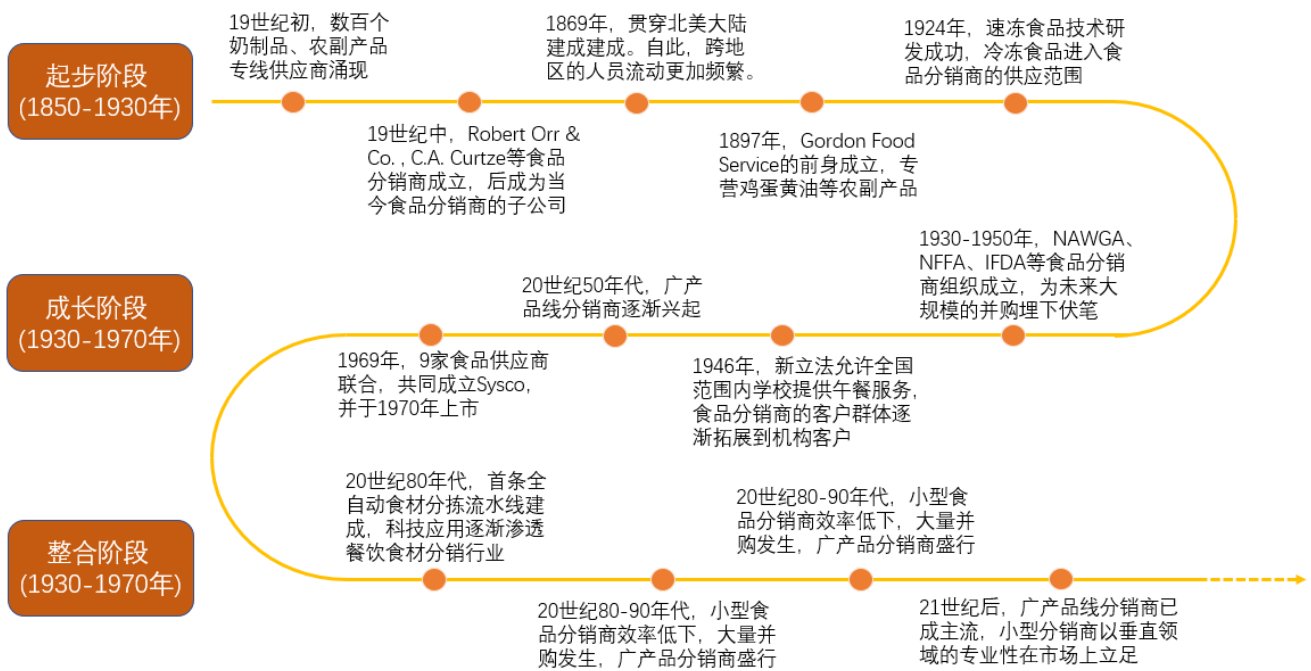 起步阶段
(1850-1930年)
19世纪初，数百个
奶制品、农副产品
专线供应商涌现
19世纪中，Robert Orr &
Co. , C.A. Curtze等食品
分销商成立，后成为当
今食品分销商的子公司
1869年，贯穿北美大陆
建成建成。自此，跨地
区的人员流动更加频繁。
1897年，Gordon Food
Service的前身成立，专
营鸡蛋黄油等农副产品
1924年，速冻食品技术研
发成功，冷冻食品进入食
品分销商的供应范围
成长阶段
(1930-1970年)
1930-1950年，NAWGA、
NFFA、IFDA等食品分销
商组织成立，为未来大
规模的并购埋下伏笔
1946年，新立法允许全国
范围内学校提供午餐服务,
食品分销商的客户群体逐
渐拓展到机构客户
20世纪50年代，广产
品线分销商逐渐兴起
1969年，9家食品供应商
联合，共同成立Sysco,
并于1970年上市
整合阶段
(1930-1970年)
20世纪80年代，首条全
自动食材分拣流水线建
成，科技应用逐渐渗透
餐饮食材分销行业
20世纪80-90年代，小型食
品分销商效率低下，大量并
购发生，广产品分销商盛行
20世纪80-90年代，小型食
品分销商效率低下，大量并
购发生，广产品分销商盛行
21世纪后，广产品线分销商已
成主流，小型分销商以垂直领
域的专业性在市场上立足